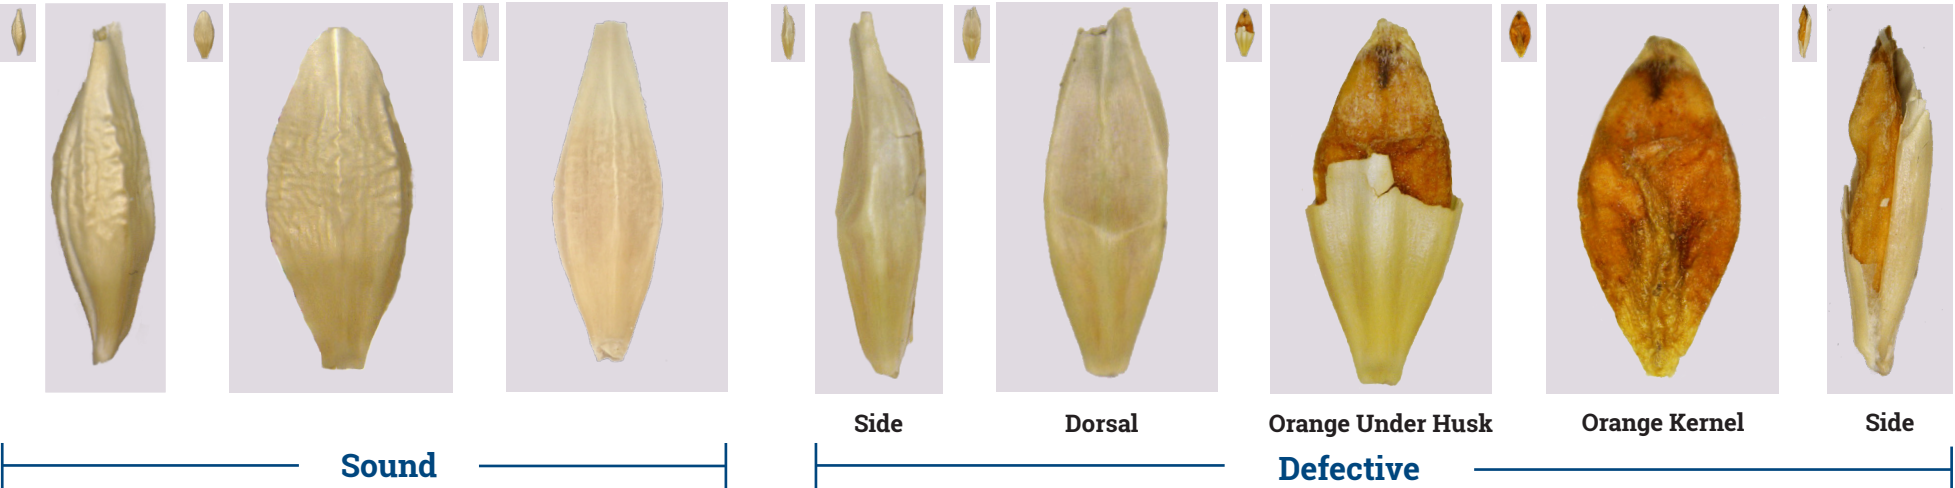 Side
Dorsal
Orange Under Husk
Orange Kernel
Side
Sound
Defective